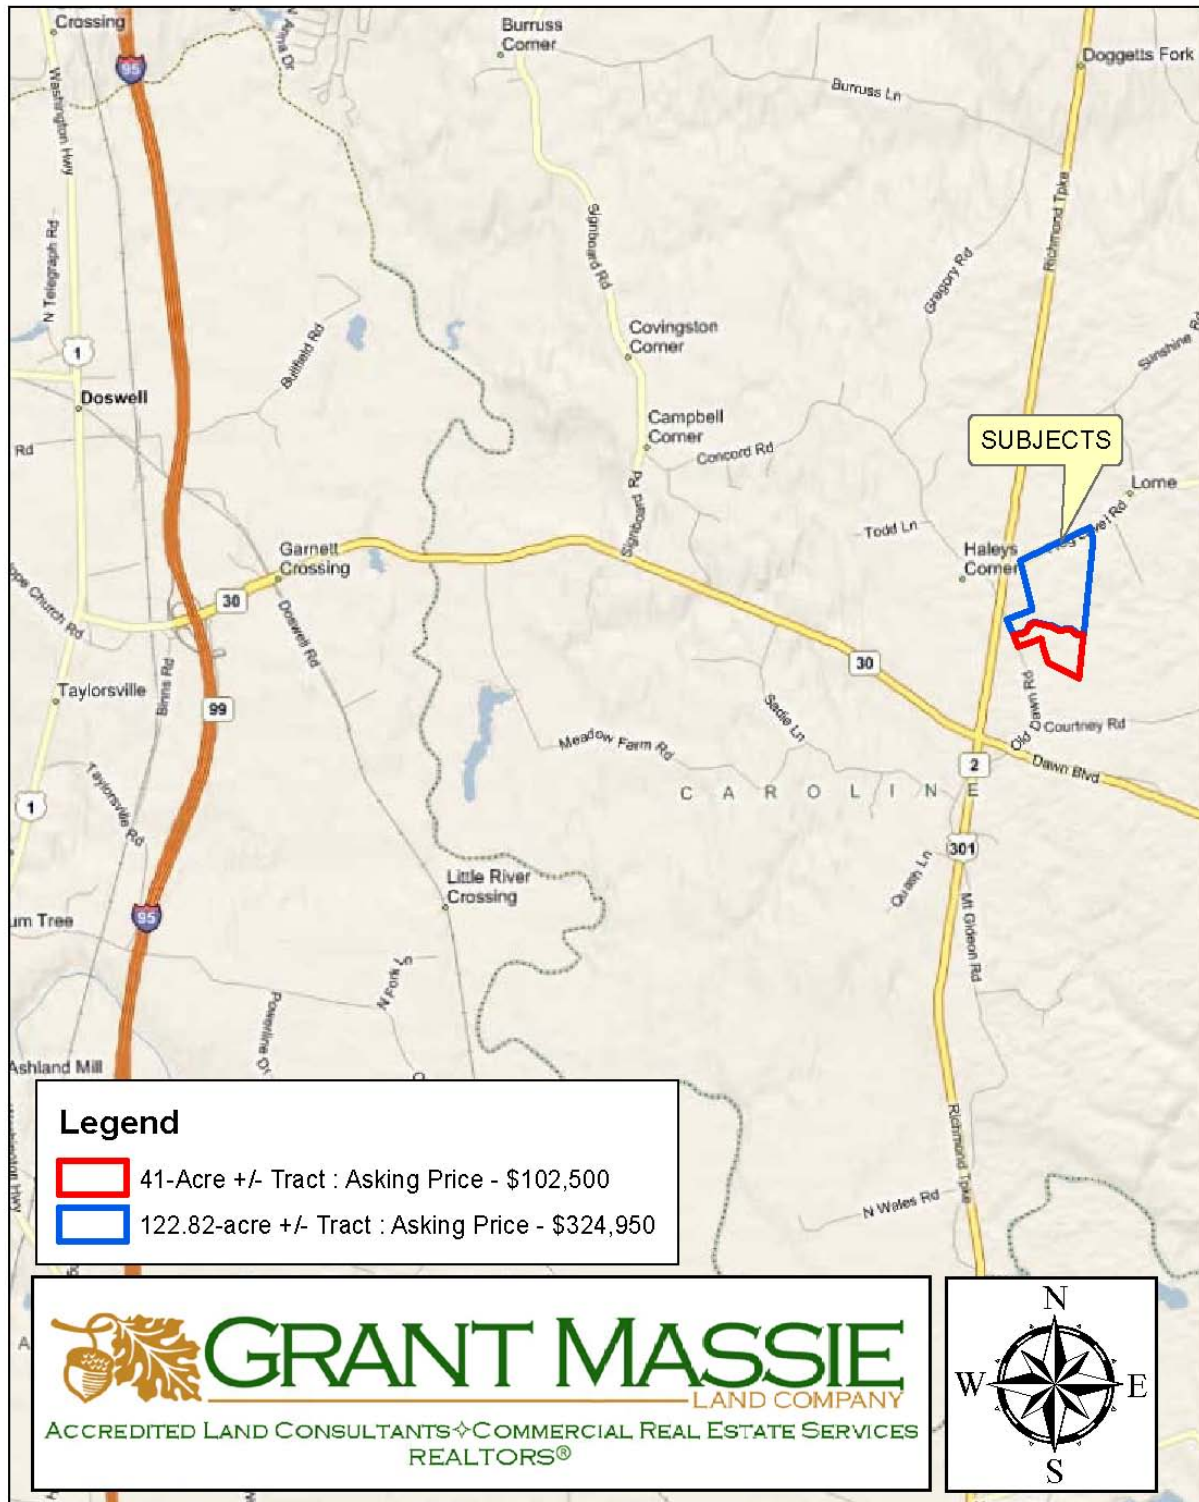 Crossing
N Anna Dr
Burruss
Corner
95
Doggetts Fork
Washington Hwy
Burruss Ln
Richmond Tpke
Signboard Rd
N Telegraph Rd
Gregory Rd
Covington
Corner
Sunshine Rd
1
Bullfield Rd
Doswell
Campbell
Corner
SUBJECTS
Rd
Concord Rd
Lorne
Signboard Rd
Todd Ln
Haleys
Corner
Garnett
Crossing
30
ope Church Rd
Doswell Rd
30
Binns Rd
Taylorsville
99
Sadie Ln
Old Dawn Rd
Courtney Rd
Meadow Farm Rd
2
Dawn Blvd
CAROLINE
1
Taylorsville Rd
301
Quash Ln
Little River
Crossing
Mt Gideon Rd
um Tree
95
N Fork
Powerline Dr
Ashland Mill
Richmond Tpke
N Wales Rd
Legend
41-Acre +/- Tract : Asking Price - $102,500
122.82-acre +/- Tract : Asking Price - $324,950
GRANT MASSIE
LAND COMPANY
ACCREDITED LAND CONSULTANTS✧COMMERCIAL REAL ESTATE SERVICES
REALTORS®
N
W E
S